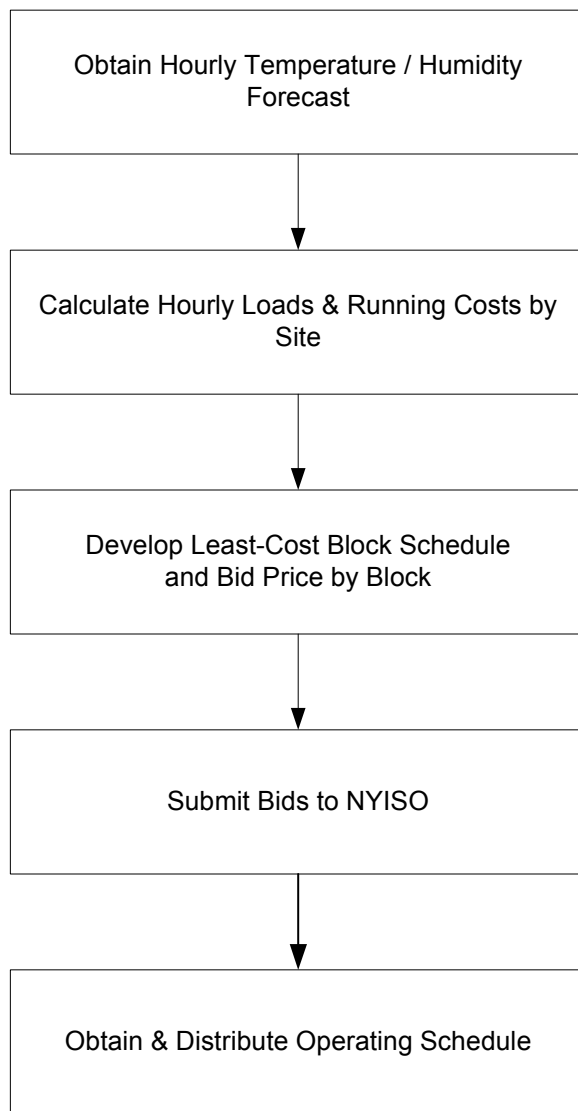 Obtain Hourly Temperature / Humidity
Forecast
Calculate Hourly Loads & Running Costs by
Site
Develop Least-Cost Block Schedule
and Bid Price by Block
Submit Bids to NYISO
Obtain & Distribute Operating Schedule